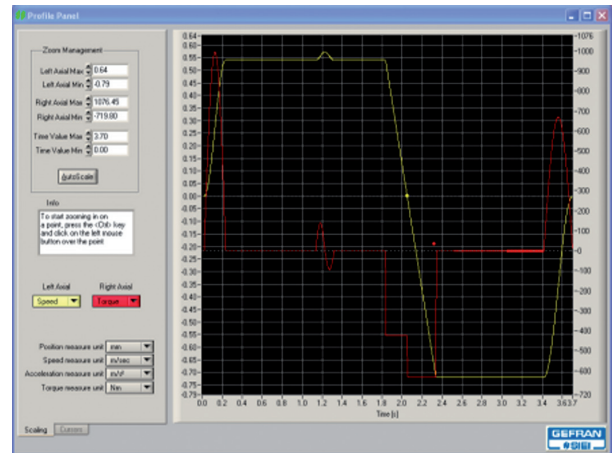 Profile Panel
Zoom Management
Left Axial Max 0.64
Left Axial Min -0.79
Right Axial Max 1076.45
Right Axial Min -719.80
Time Value Max 3.70
Time Value Min 0.00
AutoScale
Info
To start zooming in on
a point, press the <Ctrl> key
and click on the left mouse
button over the point
Left Axial Right Axial
Speed Torque
Position measure unit mm
Speed measure unit m/sec
Acceleration measure unit m/s²
Torque measure unit Nm
Scaling Cursors
0.64
0.60
0.55
0.50
0.45
0.40
0.35
0.30
0.25
0.20
0.15
0.10
0.05
0.00
-0.05
-0.10
-0.15
-0.20
-0.25
-0.30
-0.35
-0.40
-0.45
-0.50
-0.55
-0.60
-0.65
-0.70
-0.75
-0.79
1076
1000
900
800
700
600
500
400
300
200
100
0
-100
-200
-300
-400
-500
-600
-720
0.0 0.2 0.4 0.6 0.8 1.0 1.2 1.4 1.6 1.8 2.0 2.2 2.4 2.6 2.8 3.0 3.2 3.4 3.6 3.7
Time [s]
GEFRAN
SIEI